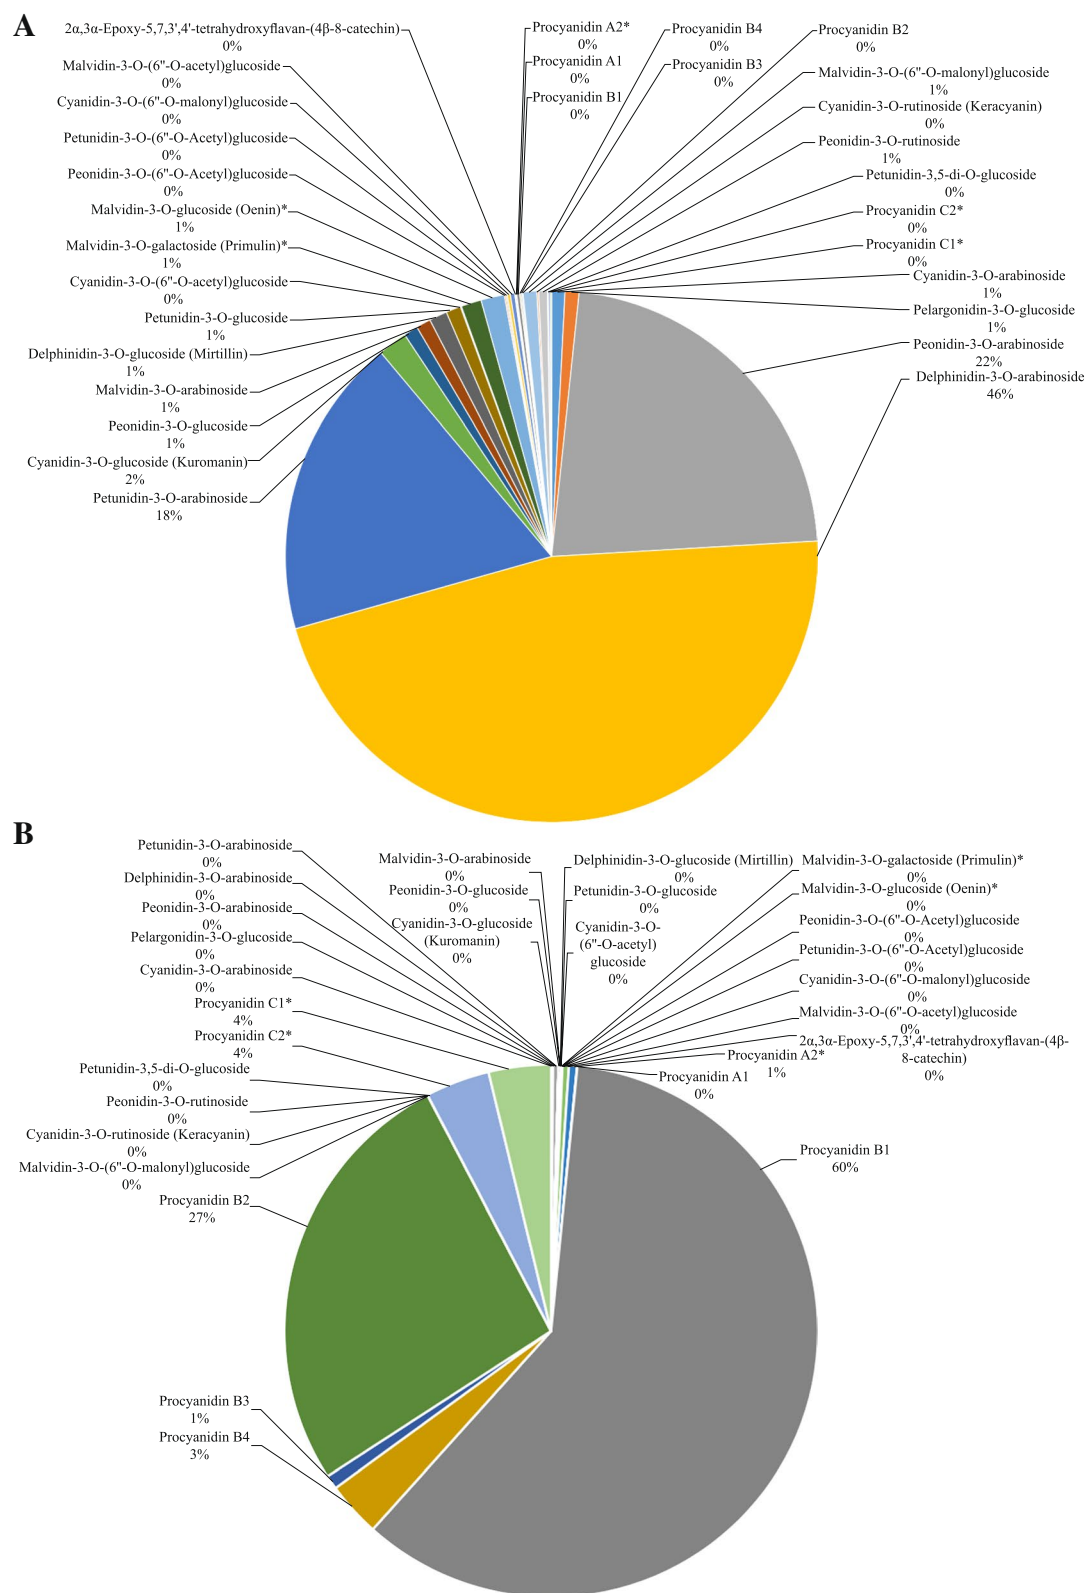 A
2α,3α-Epoxy-5,7,3',4'-tetrahydroxyflavan-(4β-8-catechin)
0%
Malvidin-3-O-(6''-O-acetyl)glucoside
0%
Cyanidin-3-O-(6''-O-malonyl)glucoside
0%
Petunidin-3-O-(6''-O-Acetyl)glucoside
0%
Peonidin-3-O-(6''-O-Acetyl)glucoside
0%
Malvidin-3-O-glucoside (Oenin)*
1%
Malvidin-3-O-galactoside (Primulin)*
1%
Cyanidin-3-O-(6''-O-acetyl)glucoside
0%
Petunidin-3-O-glucoside
1%
Delphinidin-3-O-glucoside (Mirtillin)
1%
Malvidin-3-O-arabinoside
1%
Peonidin-3-O-glucoside
1%
Cyanidin-3-O-glucoside (Kuromanin)
2%
Petunidin-3-O-arabinoside
18%
Procyanidin A2*
0%
Procyanidin A1
0%
Procyanidin B1
0%
Procyanidin B4
0%
Procyanidin B3
0%
Procyanidin B2
0%
Malvidin-3-O-(6''-O-malonyl)glucoside
1%
Cyanidin-3-O-rutinoside (Keracyanin)
0%
Peonidin-3-O-rutinoside
1%
Petunidin-3,5-di-O-glucoside
0%
Procyanidin C2*
0%
Procyanidin C1*
0%
Cyanidin-3-O-arabinoside
1%
Pelargonidin-3-O-glucoside
1%
Peonidin-3-O-arabinoside
22%
Delphinidin-3-O-arabinoside
46%
B
Petunidin-3-O-arabinoside
0%
Delphinidin-3-O-arabinoside
0%
Peonidin-3-O-arabinoside
0%
Pelargonidin-3-O-glucoside
0%
Cyanidin-3-O-arabinoside
0%
Procyanidin C1*
4%
Procyanidin C2*
4%
Petunidin-3,5-di-O-glucoside
0%
Peonidin-3-O-rutinoside
0%
Cyanidin-3-O-rutinoside (Keracyanin)
0%
Malvidin-3-O-(6''-O-malonyl)glucoside
0%
Procyanidin B2
27%
Procyanidin B3
1%
Procyanidin B4
3%
Malvidin-3-O-arabinoside
0%
Peonidin-3-O-glucoside
0%
Cyanidin-3-O-glucoside
(Kuromanin)
0%
Delphinidin-3-O-glucoside (Mirtillin)
0%
Petunidin-3-O-glucoside
0%
Cyanidin-3-O-
(6''-O-acetyl)
glucoside
0%
Malvidin-3-O-galactoside (Primulin)*
0%
Malvidin-3-O-glucoside (Oenin)*
0%
Peonidin-3-O-(6''-O-Acetyl)glucoside
0%
Petunidin-3-O-(6''-O-Acetyl)glucoside
0%
Cyanidin-3-O-(6''-O-malonyl)glucoside
0%
Malvidin-3-O-(6''-O-acetyl)glucoside
0%
2α,3α-Epoxy-5,7,3',4'-tetrahydroxyflavan-(4β-
8-catechin)
0%
Procyanidin A2*
1%
Procyanidin A1
0%
Procyanidin B1
60%